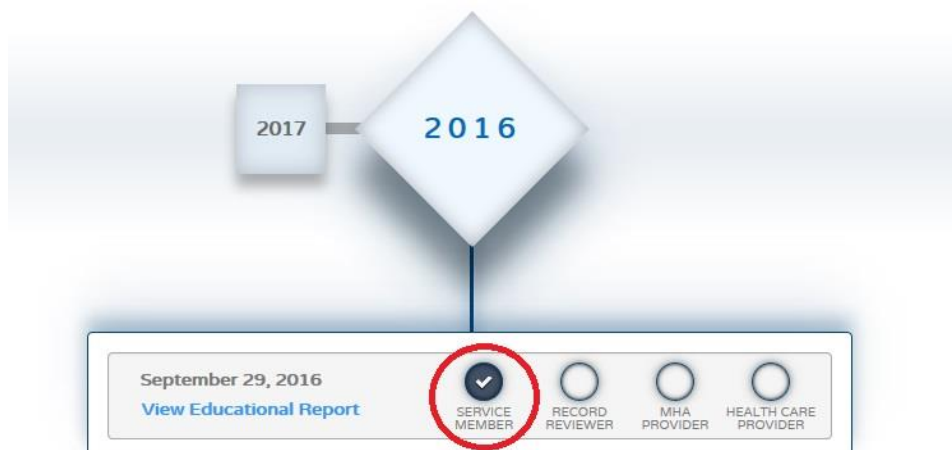 2017
2016
September 29, 2016
View Educational Report
SERVICE
MEMBER
RECORD
REVIEWER
MHA
PROVIDER
HEALTH CARE
PROVIDER